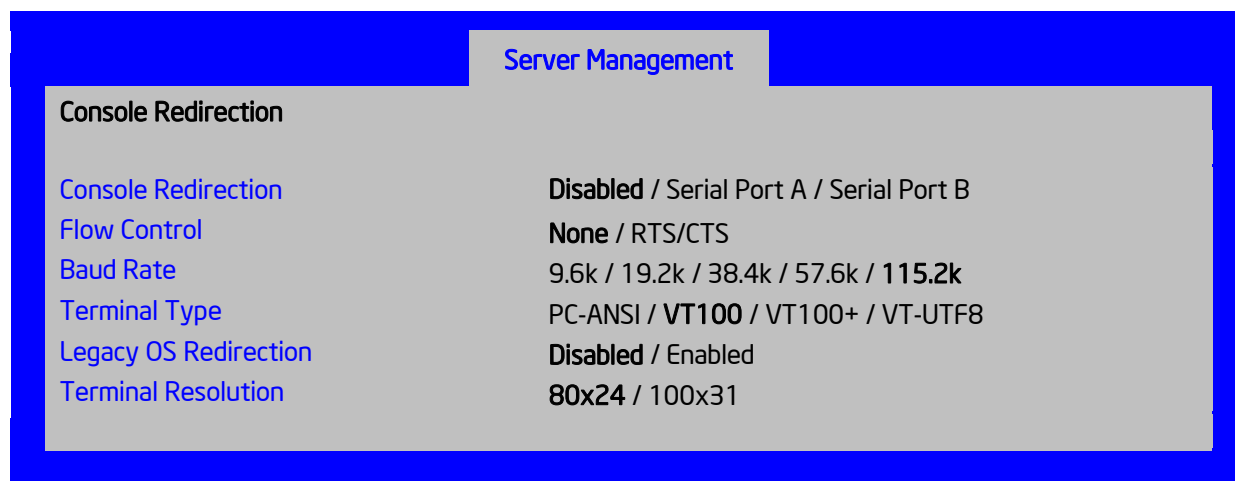 Server Management
Console Redirection
Console Redirection Disabled / Serial Port A / Serial Port B
Flow Control None / RTS/CTS
Baud Rate 9.6k / 19.2k / 38.4k / 57.6k / 115.2k
Terminal Type PC-ANSI / VT100 / VT100+ / VT-UTF8
Legacy OS Redirection Disabled / Enabled
Terminal Resolution 80x24 / 100x31